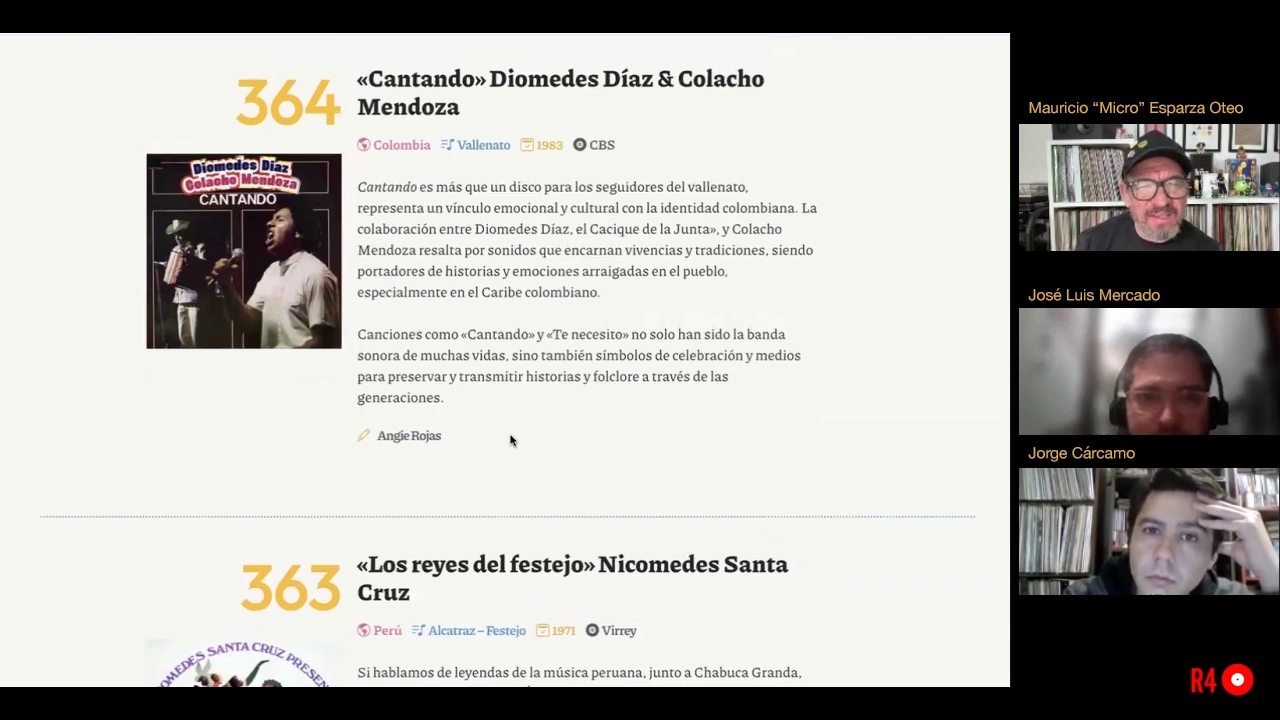 364
«Cantando» Diomedes Díaz & Colacho
Mendoza
Colombia Vallenato 1983 CBS
Diomedes Díaz
Colacho Mendoza
CANTANDO
Cantando es más que un disco para los seguidores del vallenato,
representa un vínculo emocional y cultural con la identidad colombiana. La
colaboración entre Diomedes Díaz, el Cacique de la Junta», y Colacho
Mendoza resalta por sonidos que encarnan vivencias y tradiciones, siendo
portadores de historias y emociones arraigadas en el pueblo,
especialmente en el Caribe colombiano.
Canciones como «Cantando» y «Te necesito» no solo han sido la banda
sonora de muchas vidas, sino también símbolos de celebración y medios
para preservar y transmitir historias y folclore a través de las
generaciones.
Angie Rojas
363
«Los reyes del festejo» Nicomedes Santa
Cruz
Perú Alcatraz – Festejo 1971 Virrey
OMEDES SANTA CRUZ PRESEN
Si hablamos de leyendas de la música peruana, junto a Chabuca Granda,
Mauricio “Micro” Esparza Oteo
José Luis Mercado
Jorge Cárcamo
R4